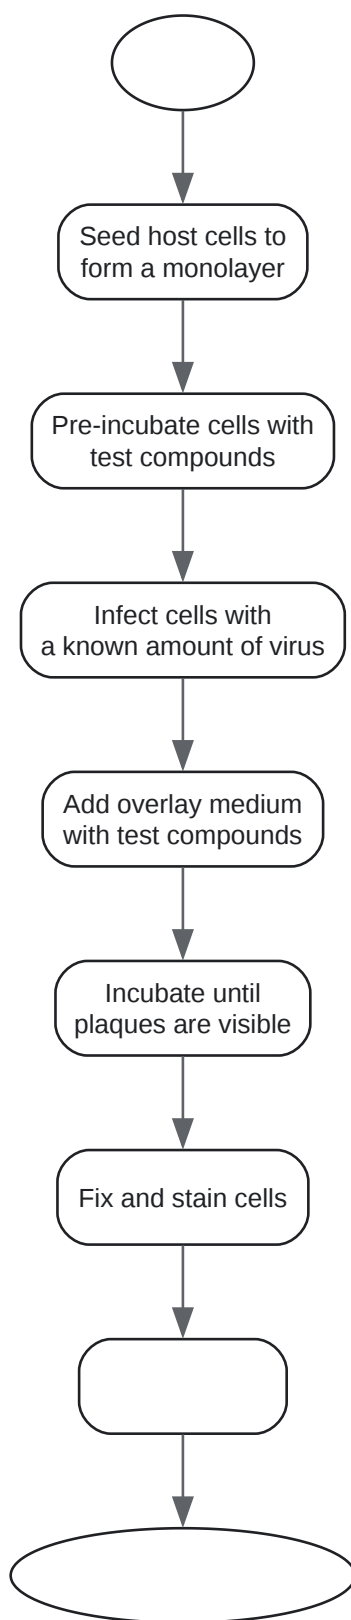 Seed host cells to
form a monolayer
Pre-incubate cells with
test compounds
Infect cells with
a known amount of virus
Add overlay medium
with test compounds
Incubate until
plaques are visible
Fix and stain cells